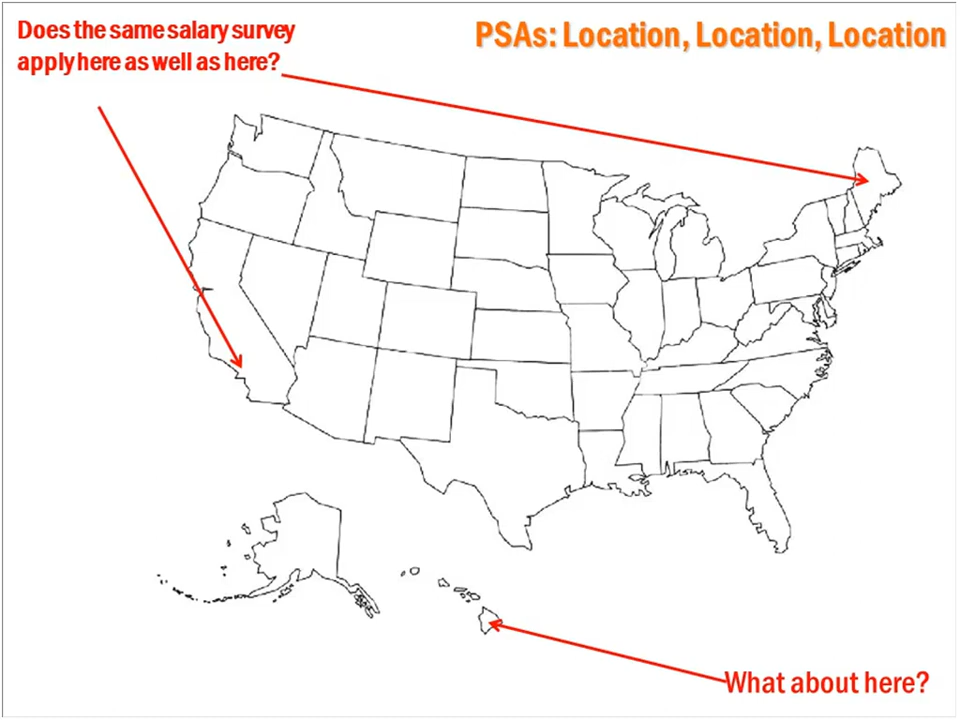 Does the same salary survey
apply here as well as here?
PSAs: Location, Location, Location
What about here?